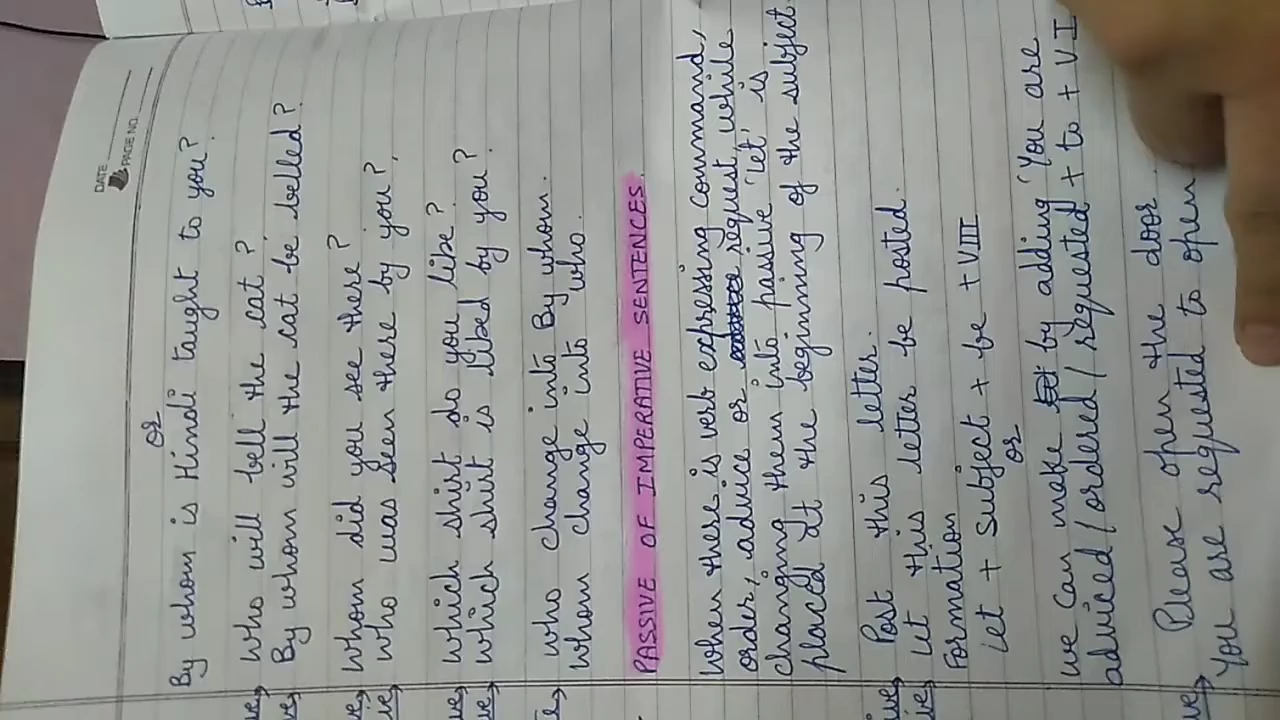 DATE
PAGE NO.
or
By whom is Hindi taught to you?
Who will bell the cat?
By whom will the cat be belled?
Whom did you see there?
Who was seen there by you?
Which shirt do you like?
Which shirt is liked by you?
Who change into By whom.
Whom change into who.
PASSIVE OF IMPERATIVE SENTENCES.
When there is verb expressing command,
order, advice or request, while
changing them into passive 'Let' is
placed at the beginning of the subject.
Post this letter.
Let this letter be posted.
Formation
Let + Subject + be + VIII
or
We can make by adding 'You are
adviced / ordered / requested + to + VI
Please open the door.
You are requested to open